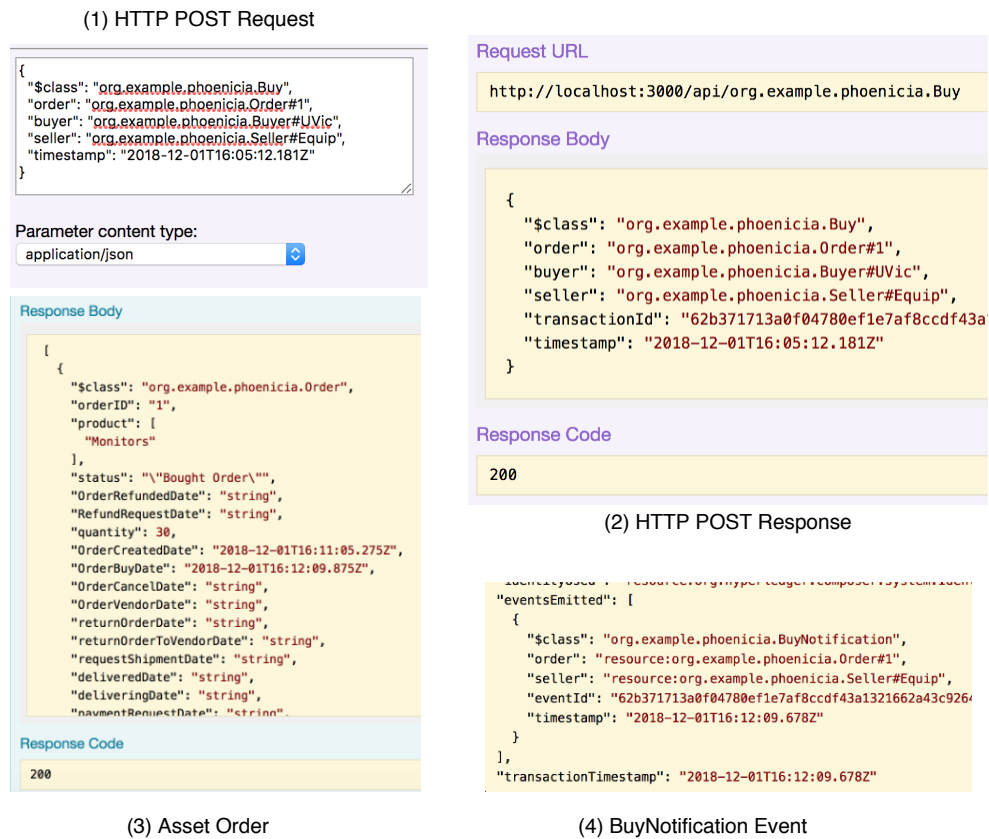 (1) HTTP POST Request
{
"$class": "org.example.phoenicia.Buy",
"order": "org.example.phoenicia.Order#1",
"buyer": "org.example.phoenicia.Buyer#UVic",
"seller": "org.example.phoenicia.Seller#Equip",
"timestamp": "2018-12-01T16:05:12.181Z"
}
Parameter content type:
application/json
Request URL
http://localhost:3000/api/org.example.phoenicia.Buy
Response Body
{
"$class": "org.example.phoenicia.Buy",
"order": "org.example.phoenicia.Order#1",
"buyer": "org.example.phoenicia.Buyer#UVic",
"seller": "org.example.phoenicia.Seller#Equip",
"transactionId": "62b371713a0f04780ef1e7af8ccdf43a
"timestamp": "2018-12-01T16:05:12.181Z"
}
Response Code
200
(2) HTTP POST Response
Response Body
[
{
"$class": "org.example.phoenicia.Order",
"orderID": "1",
"product": [
"Monitors"
],
"status": "\"Bought Order\"",
"OrderRefundedDate": "string",
"RefundRequestDate": "string",
"quantity": 30,
"OrderCreatedDate": "2018-12-01T16:11:05.275Z",
"OrderBuyDate": "2018-12-01T16:12:09.875Z",
"OrderCancelDate": "string",
"OrderVendorDate": "string",
"returnOrderDate": "string",
"returnOrderToVendorDate": "string",
"requestShipmentDate": "string",
"deliveredDate": "string",
"deliveringDate": "string",
"paymentRequestDate": "string",
Response Code
200
(3) Asset Order
"eventsEmitted": [
{
"$class": "org.example.phoenicia.BuyNotification",
"order": "resource:org.example.phoenicia.Order#1",
"seller": "resource:org.example.phoenicia.Seller#Equip",
"eventId": "62b371713a0f04780ef1e7af8ccdf43a1321662a43c9264
"timestamp": "2018-12-01T16:12:09.678Z"
}
],
"transactionTimestamp": "2018-12-01T16:12:09.678Z"
(4) BuyNotification Event